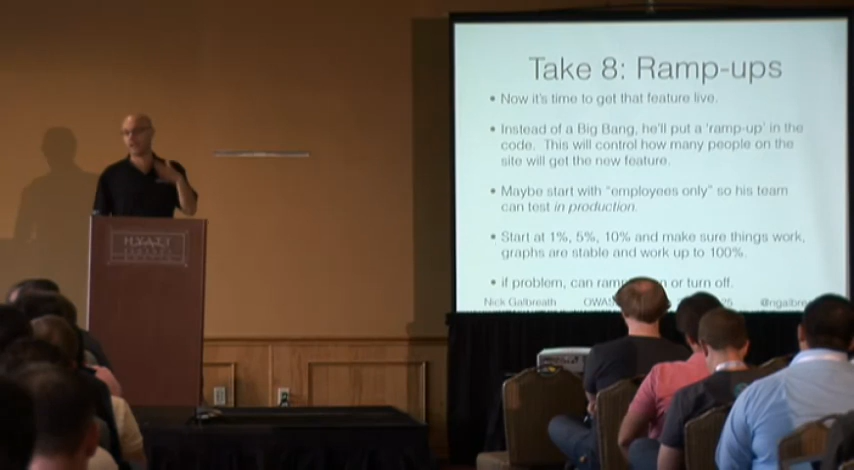 Take 8: Ramp-ups
• Now it's time to get that feature live.
• Instead of a Big Bang, he'll put a 'ramp-up' in the
code. This will control how many people on the
site will get the new feature.
• Maybe start with "employees only" so his team
can test in production.
• Start at 1%, 5%, 10% and make sure things work,
graphs are stable and work up to 100%.
• if problem, can or turn off.
Nick Galbreath 25
HYATT